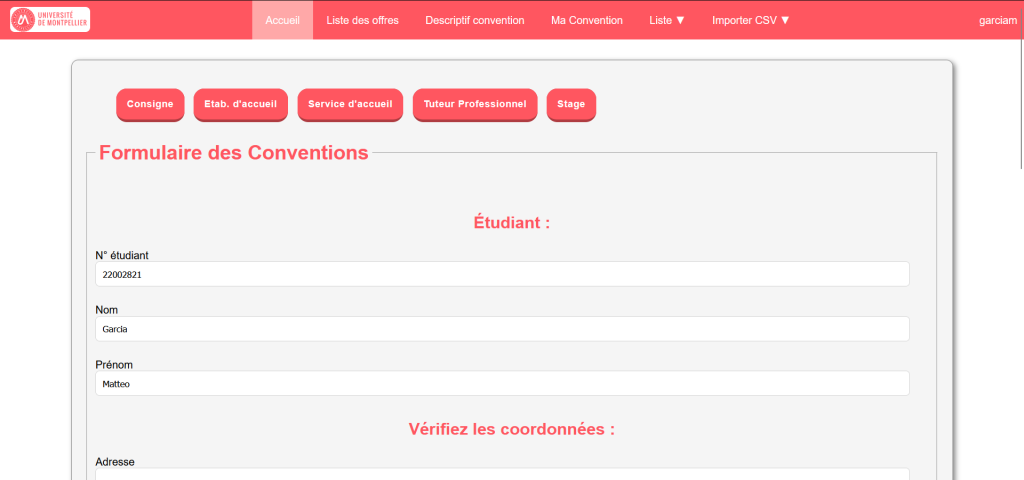 UNIVERSITÉ
DE MONTPELLIER
Accueil Liste des offres Descriptif convention Ma Convention Liste ▼ Importer CSV ▼ garciam
Consigne Etab. d'accueil Service d'accueil Tuteur Professionnel Stage
Formulaire des Conventions
Étudiant :
N° étudiant
22002821
Nom
Garcia
Prénom
Matteo
Vérifiez les coordonnées :
Adresse